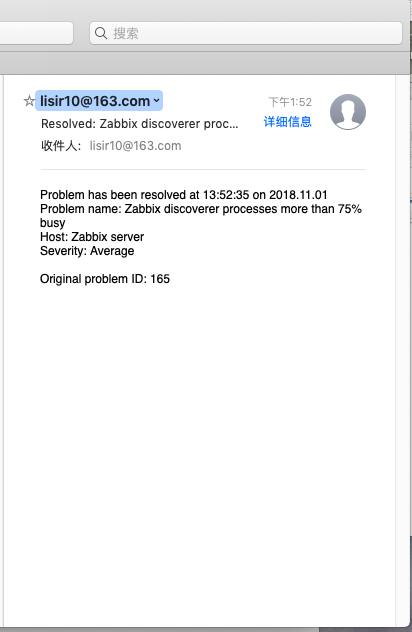 搜索
lisir10@163.com
下午1:52
Resolved: Zabbix discoverer proc...
详细信息
收件人: lisir10@163.com
Problem has been resolved at 13:52:35 on 2018.11.01
Problem name: Zabbix discoverer processes more than 75%
busy
Host: Zabbix server
Severity: Average
Original problem ID: 165